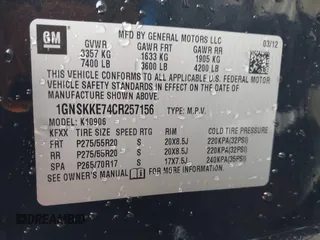 GM MFD BY GENERAL MOTORS LLC 03/12
GVWR GAWR FRT GAWR RR
3357 KG 1633 KG 1905 KG
7400 LB 3600 LB 4200 LB
THIS VEHICLE CONFORMS TO ALL APPLICABLE U.S. FEDERAL MOTOR
VEHICLE SAFETY STANDARDS IN EFFECT ON THE DATE OF
MANUFACTURE SHOWN ABOVE.
1GNSKKE74CR257156 TYPE: M.P.V.
MODEL: K10906
KFXX TIRE SIZE SPEED RTG RIM COLD TIRE PRESSURE
FRT P275/55R20 S 20X8.5J 220KPA(32PSI)
RR P275/55R20 S 20X8.5J 220KPA(32PSI)
SPA P265/70R17 S 17X7.5J 240KPA(35PSI)
SEE OWNER'S MANUAL FOR ADDITIONAL INFORMATION